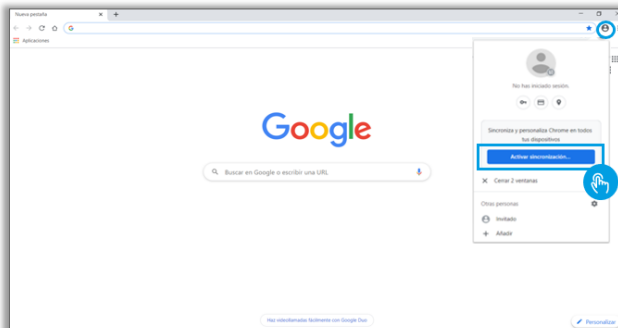 Nueva pestaña
Aplicaciones
No has iniciado sesión
Sincroniza y personaliza Chrome en todos
tus dispositivos
Activar sincronización...
Google
Buscar en Google o escribir una URL
Cerrar 2 ventanas
Otras personas
Invitado
Añadir
Haz videollamadas fácilmente con Google Duo
Personalizar